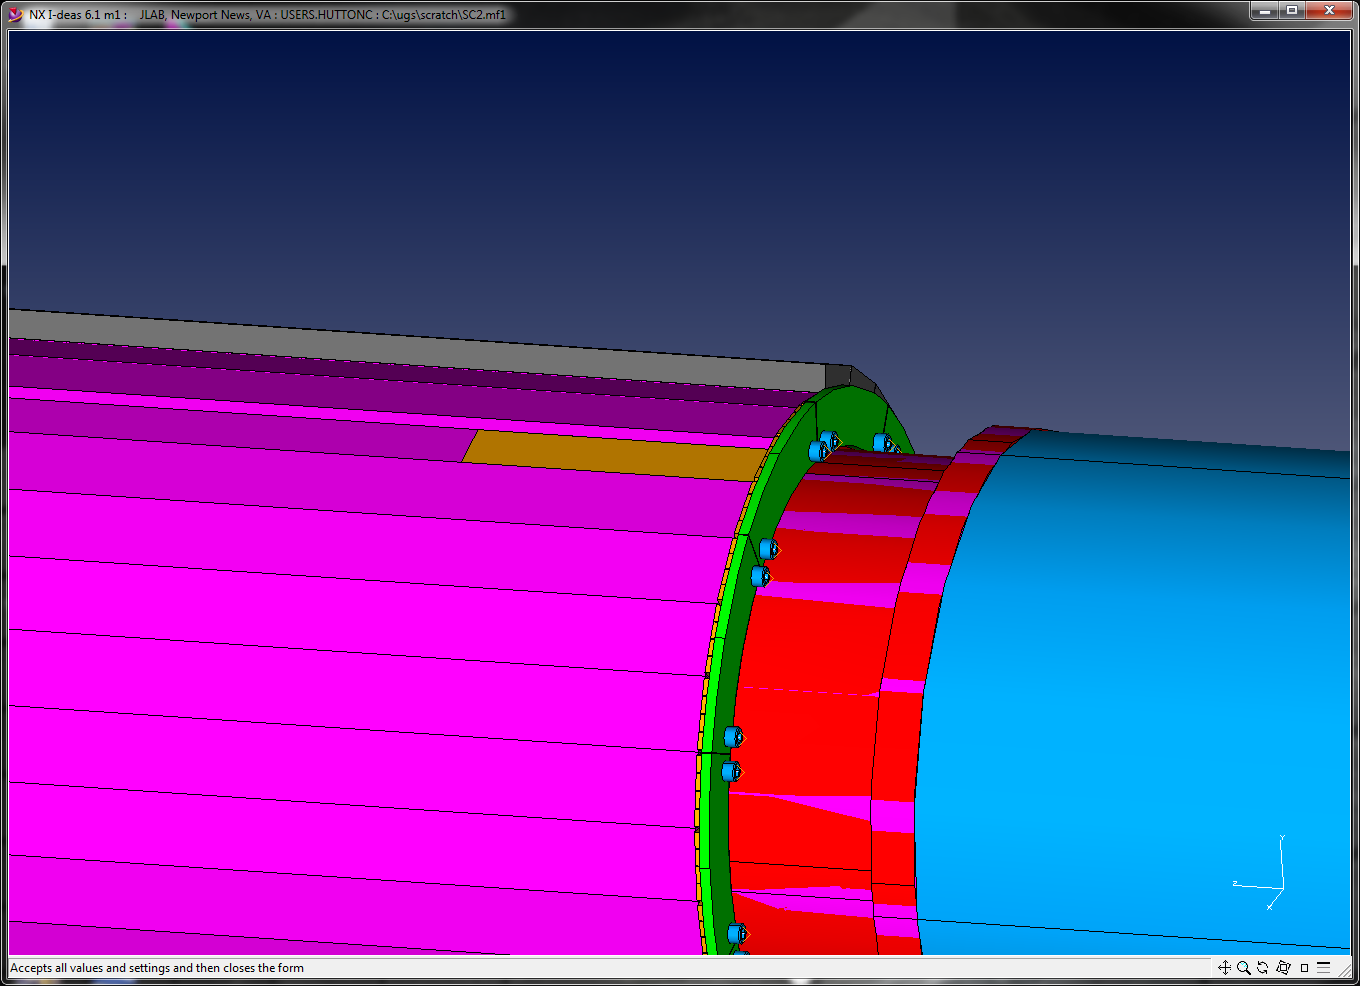 NX I-deas 6.1 m1 :    JLAB, Newport News, VA : USERS.HUTTONC : C:\ugs\scratch\SC2.mf1
Y
Z
X
Accepts all values and settings and then closes the form